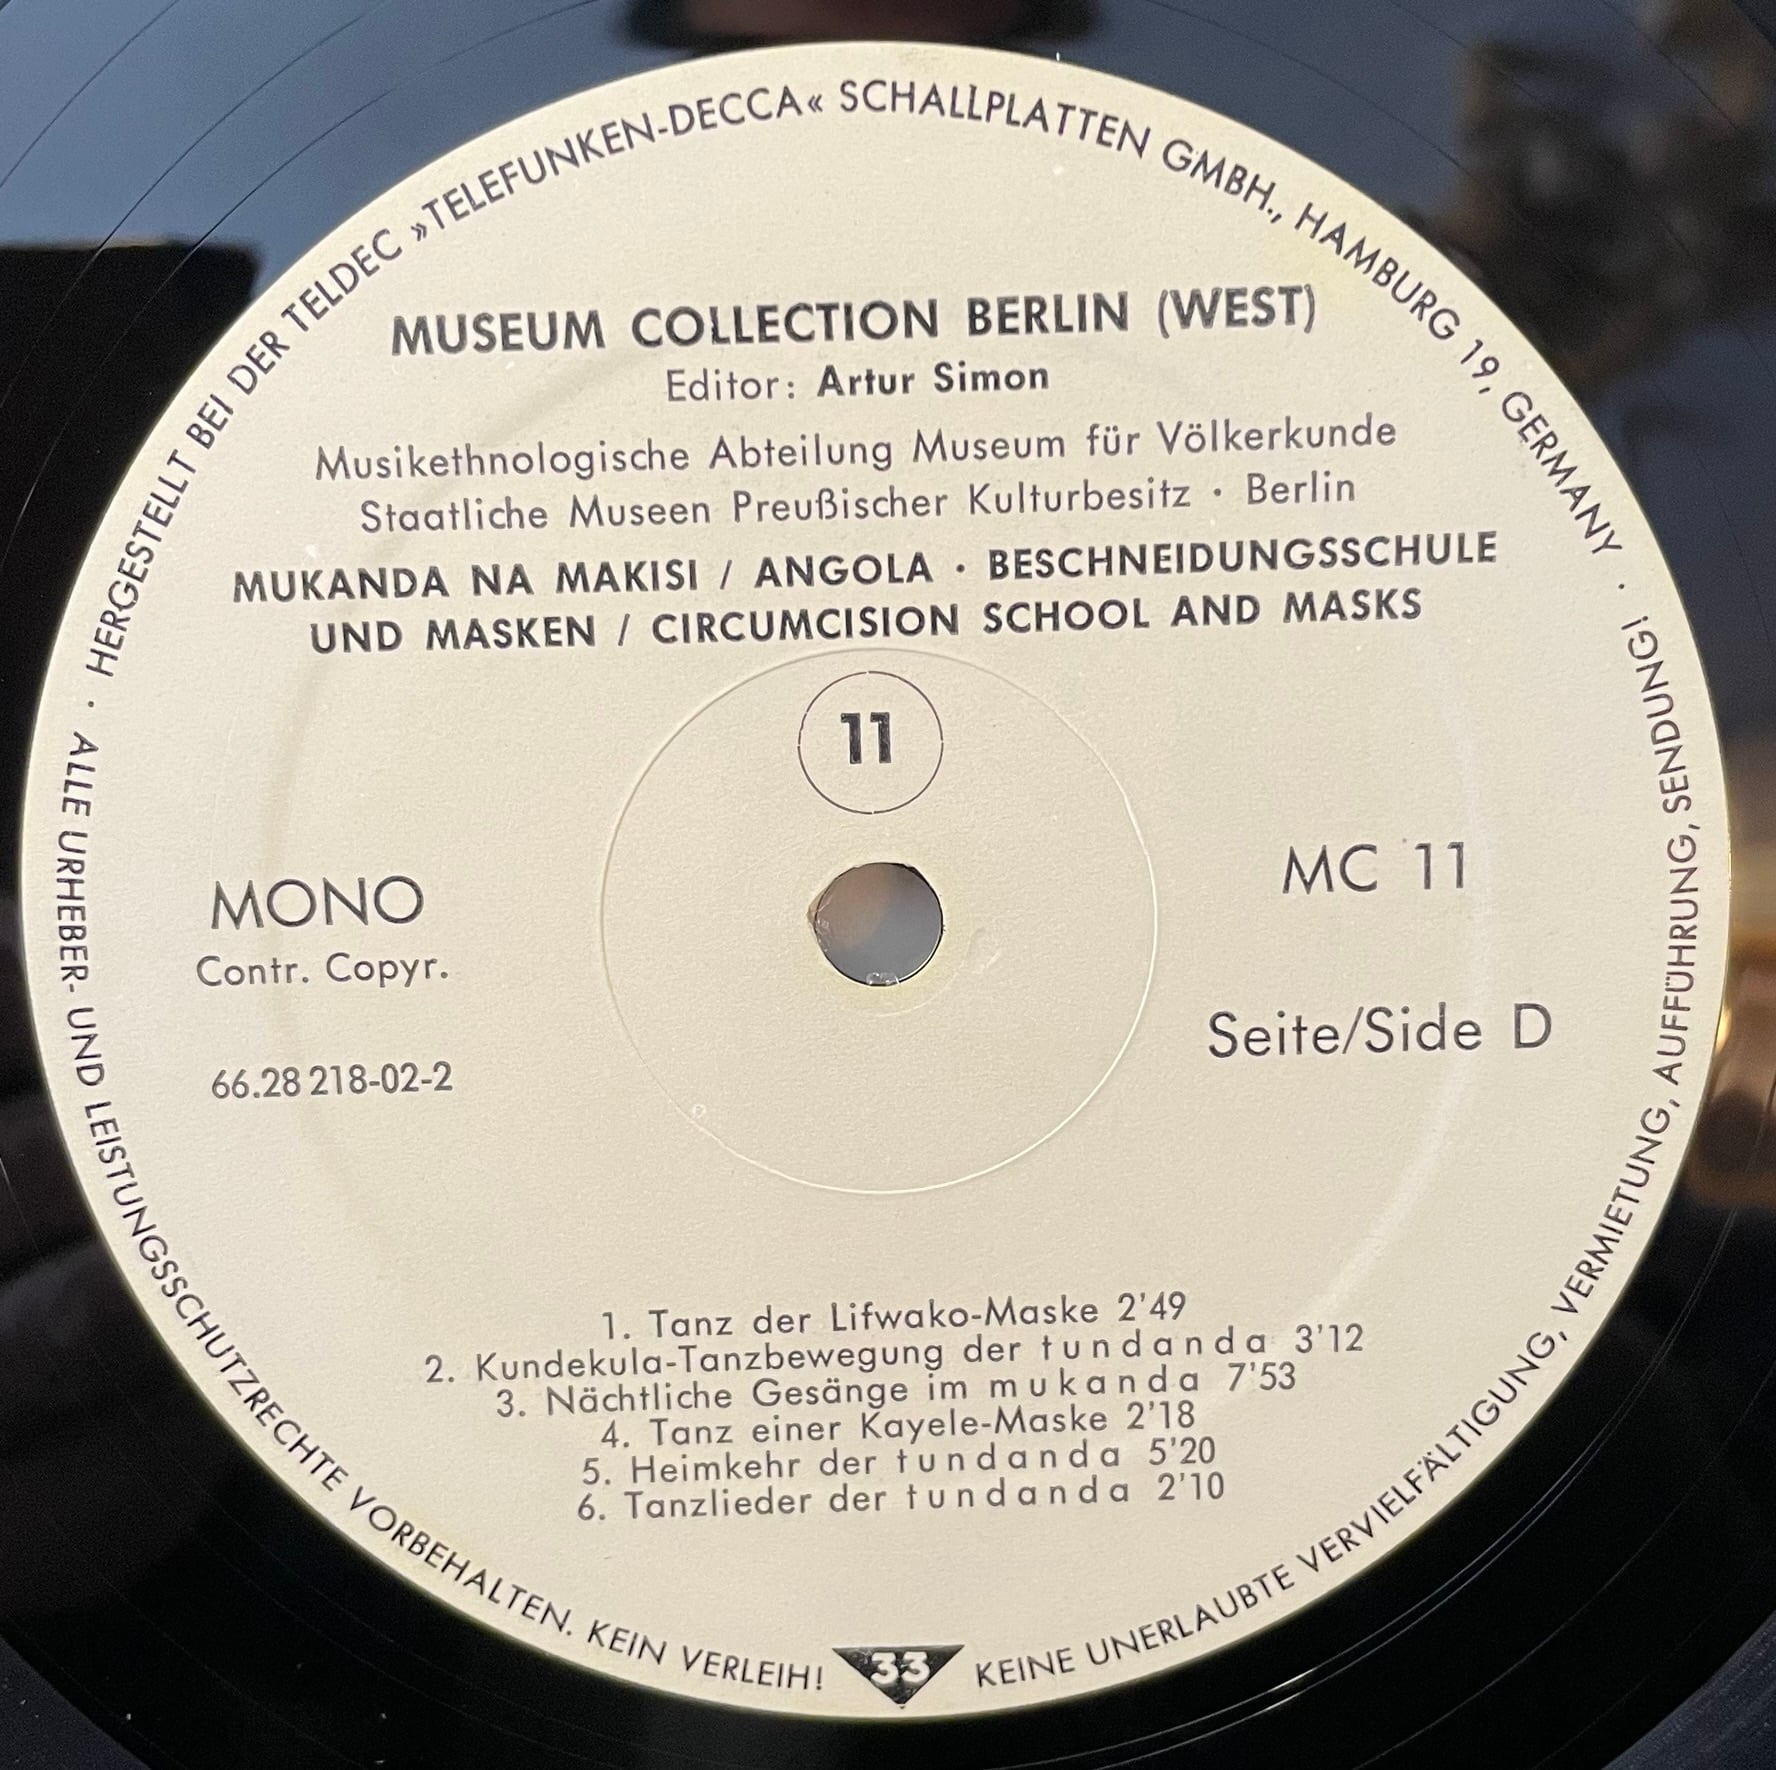 HERGESTELLT BEI DER TELDEC »TELEFUNKEN-DECCA« SCHALLPLATTEN GMBH., HAMBURG 19, GERMANY ·
MUSEUM COLLECTION BERLIN (WEST)
Editor: Artur Simon
Musikethnologische Abteilung Museum für Völkerkunde
Staatliche Museen Preußischer Kulturbesitz · Berlin
MUKANDA NA MAKISI / ANGOLA · BESCHNEIDUNGSSCHULE
UND MASKEN / CIRCUMCISION SCHOOL AND MASKS
11
MONO
Contr. Copyr.
66.28 218-02-2
MC 11
Seite/Side D
1. Tanz der Lifwako-Maske 2'49
2. Kundekula-Tanzbewegung der tundanda 3'12
3. Nächtliche Gesänge im mukanda 7'53
4. Tanz einer Kayele-Maske 2'18
5. Heimkehr der tundanda 5'20
6. Tanzlieder der tundanda 2'10
· ALLE URHEBER- UND LEISTUNGSSCHUTZRECHTE VORBEHALTEN. KEIN VERLEIH!
33
KEINE UNERLAUBTE VERVIELFÄLTIGUNG, VERMIETUNG, AUFFÜHRUNG, SENDUNG!